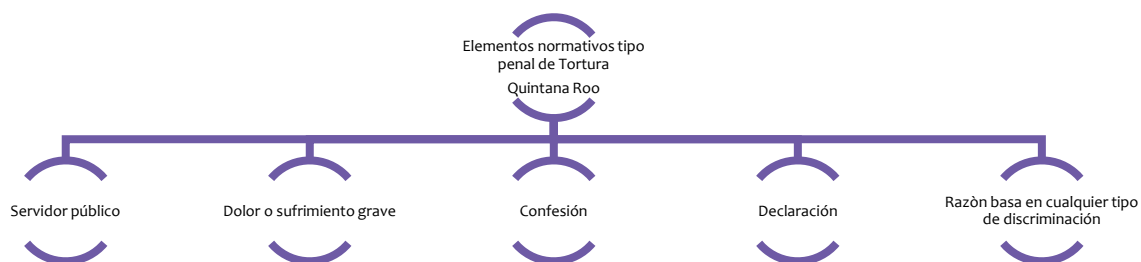 Elementos normativos tipo
penal de Tortura
Quintana Roo
Servidor público
Dolor o sufrimiento grave
Confesión
Declaración
Razòn basa en cualquier tipo
de discriminación